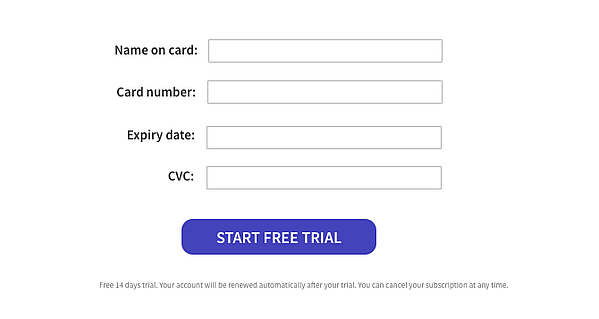 Name on card:
Card number:
Expiry date:
CVC:
START FREE TRIAL
Free 14 days trial. Your account will be renewed automatically after your trial. You can cancel your subscription at any time.